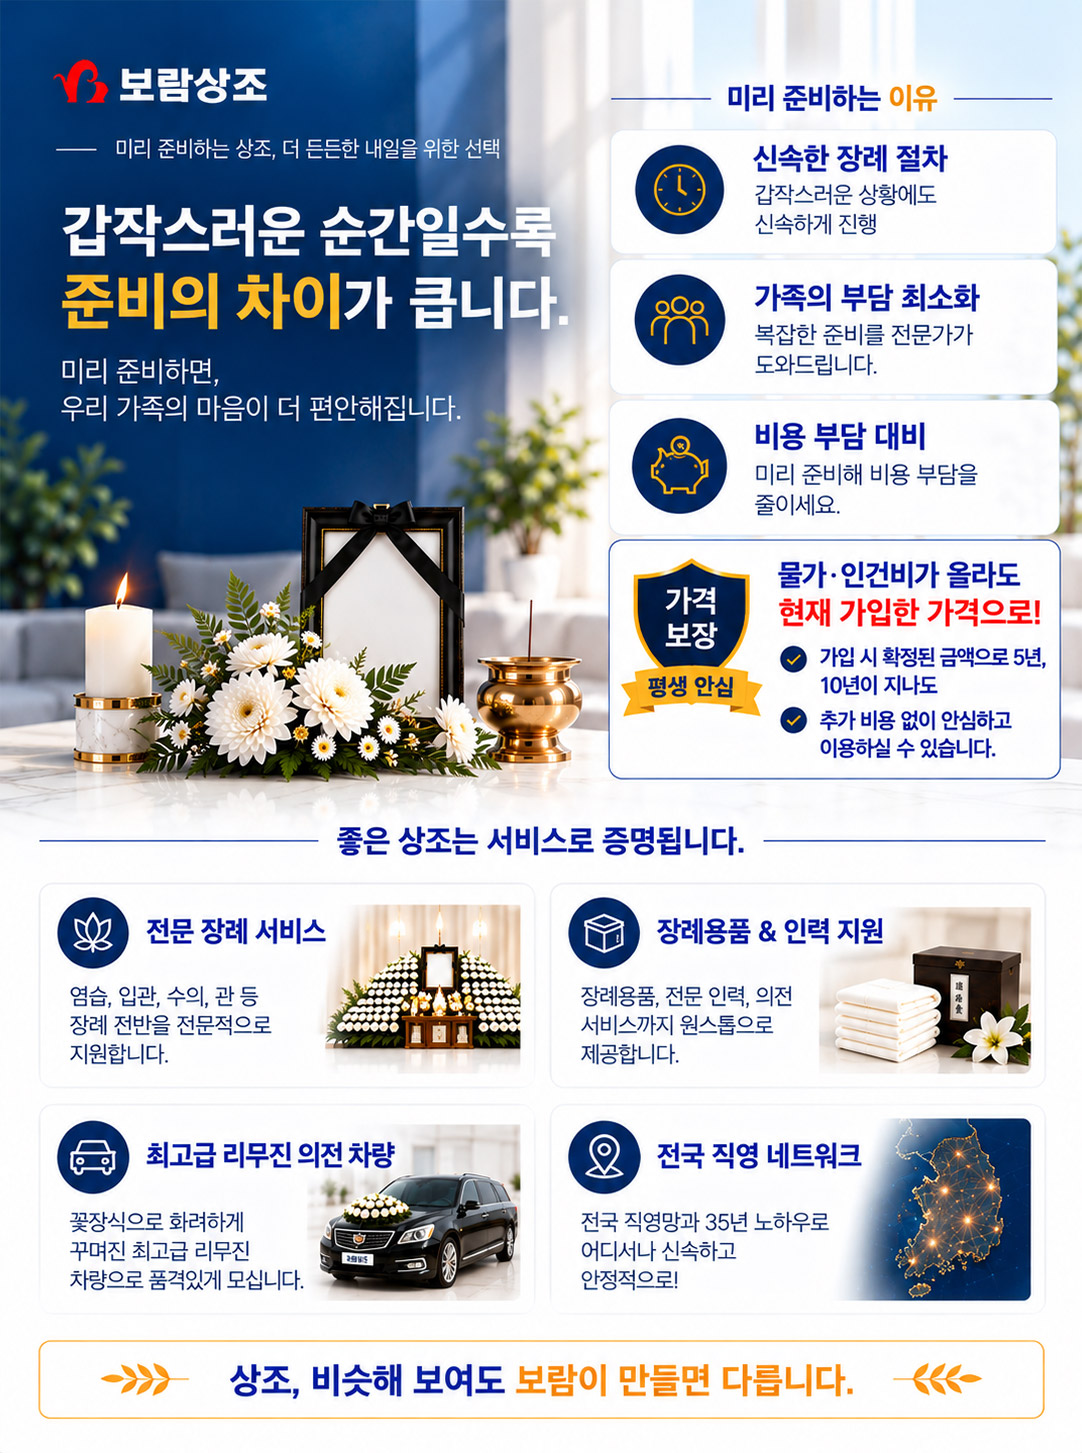 보람상조
미리 준비하는 상조, 더 든든한 내일을 위한 선택
갑작스러운 순간일수록
준비의 차이가 큽니다.
미리 준비하면,
우리 가족의 마음이 더 편안해집니다.
미리 준비하는 이유
신속한 장례 절차
갑작스러운 상황에도
신속하게 진행
가족의 부담 최소화
복잡한 준비를 전문가가
도와드립니다.
비용 부담 대비
미리 준비해 비용 부담을
줄이세요.
가격
보장
평생 안심
물가·인건비가 올라도
현재 가입한 가격으로!
가입 시 확정된 금액으로 5년,
10년이 지나도
추가 비용 없이 안심하고
이용하실 수 있습니다.
좋은 상조는 서비스로 증명됩니다.
전문 장례 서비스
염습, 입관, 수의, 관 등
장례 전반을 전문적으로
지원합니다.
장례용품 & 인력 지원
장례용품, 전문 인력, 의전
서비스까지 원스톱으로
제공합니다.
최고급 리무진 의전 차량
꽃장식으로 화려하게
꾸며진 최고급 리무진
차량으로 품격있게 모십니다.
전국 직영 네트워크
전국 직영망과 35년 노하우로
어디서나 신속하고
안정적으로!
상조, 비슷해 보여도 보람이 만들면 다릅니다.